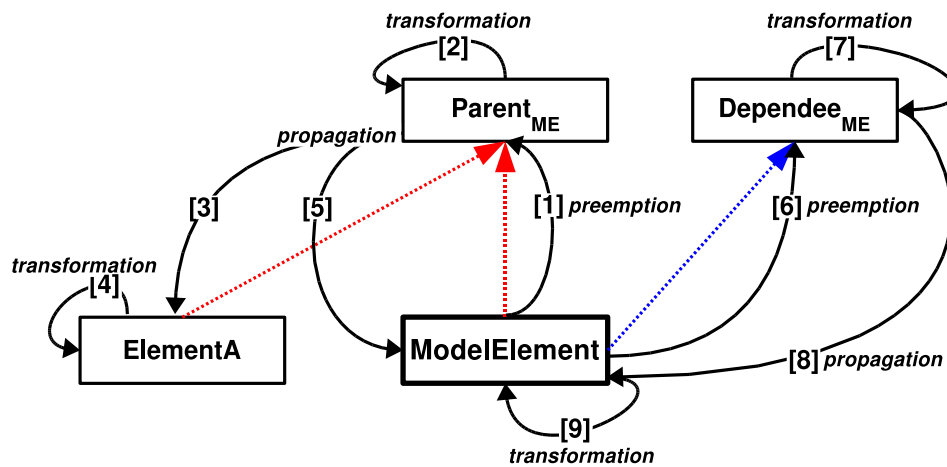 transformation
[2]
transformation
[7]
Parent_ME
Dependee_ME
propagation
[3]
[5]
[1] preemption
[6] preemption
transformation
[4]
ElementA
ModelElement
[8] propagation
[9]
transformation